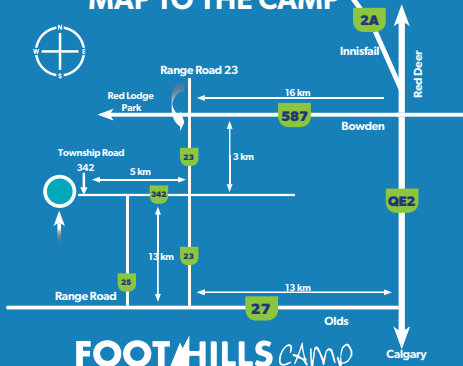 MAP TO THE CAMP
2A
N
W E
S
Innisfail
Red Deer
Range Road 23
Red Lodge
Park
16 km
587
Bowden
Township Road
342
5 km
23
3 km
342
QE2
13 km
23
25
Range Road
13 km
27
Olds
FOOTHILLS CAMP
Calgary